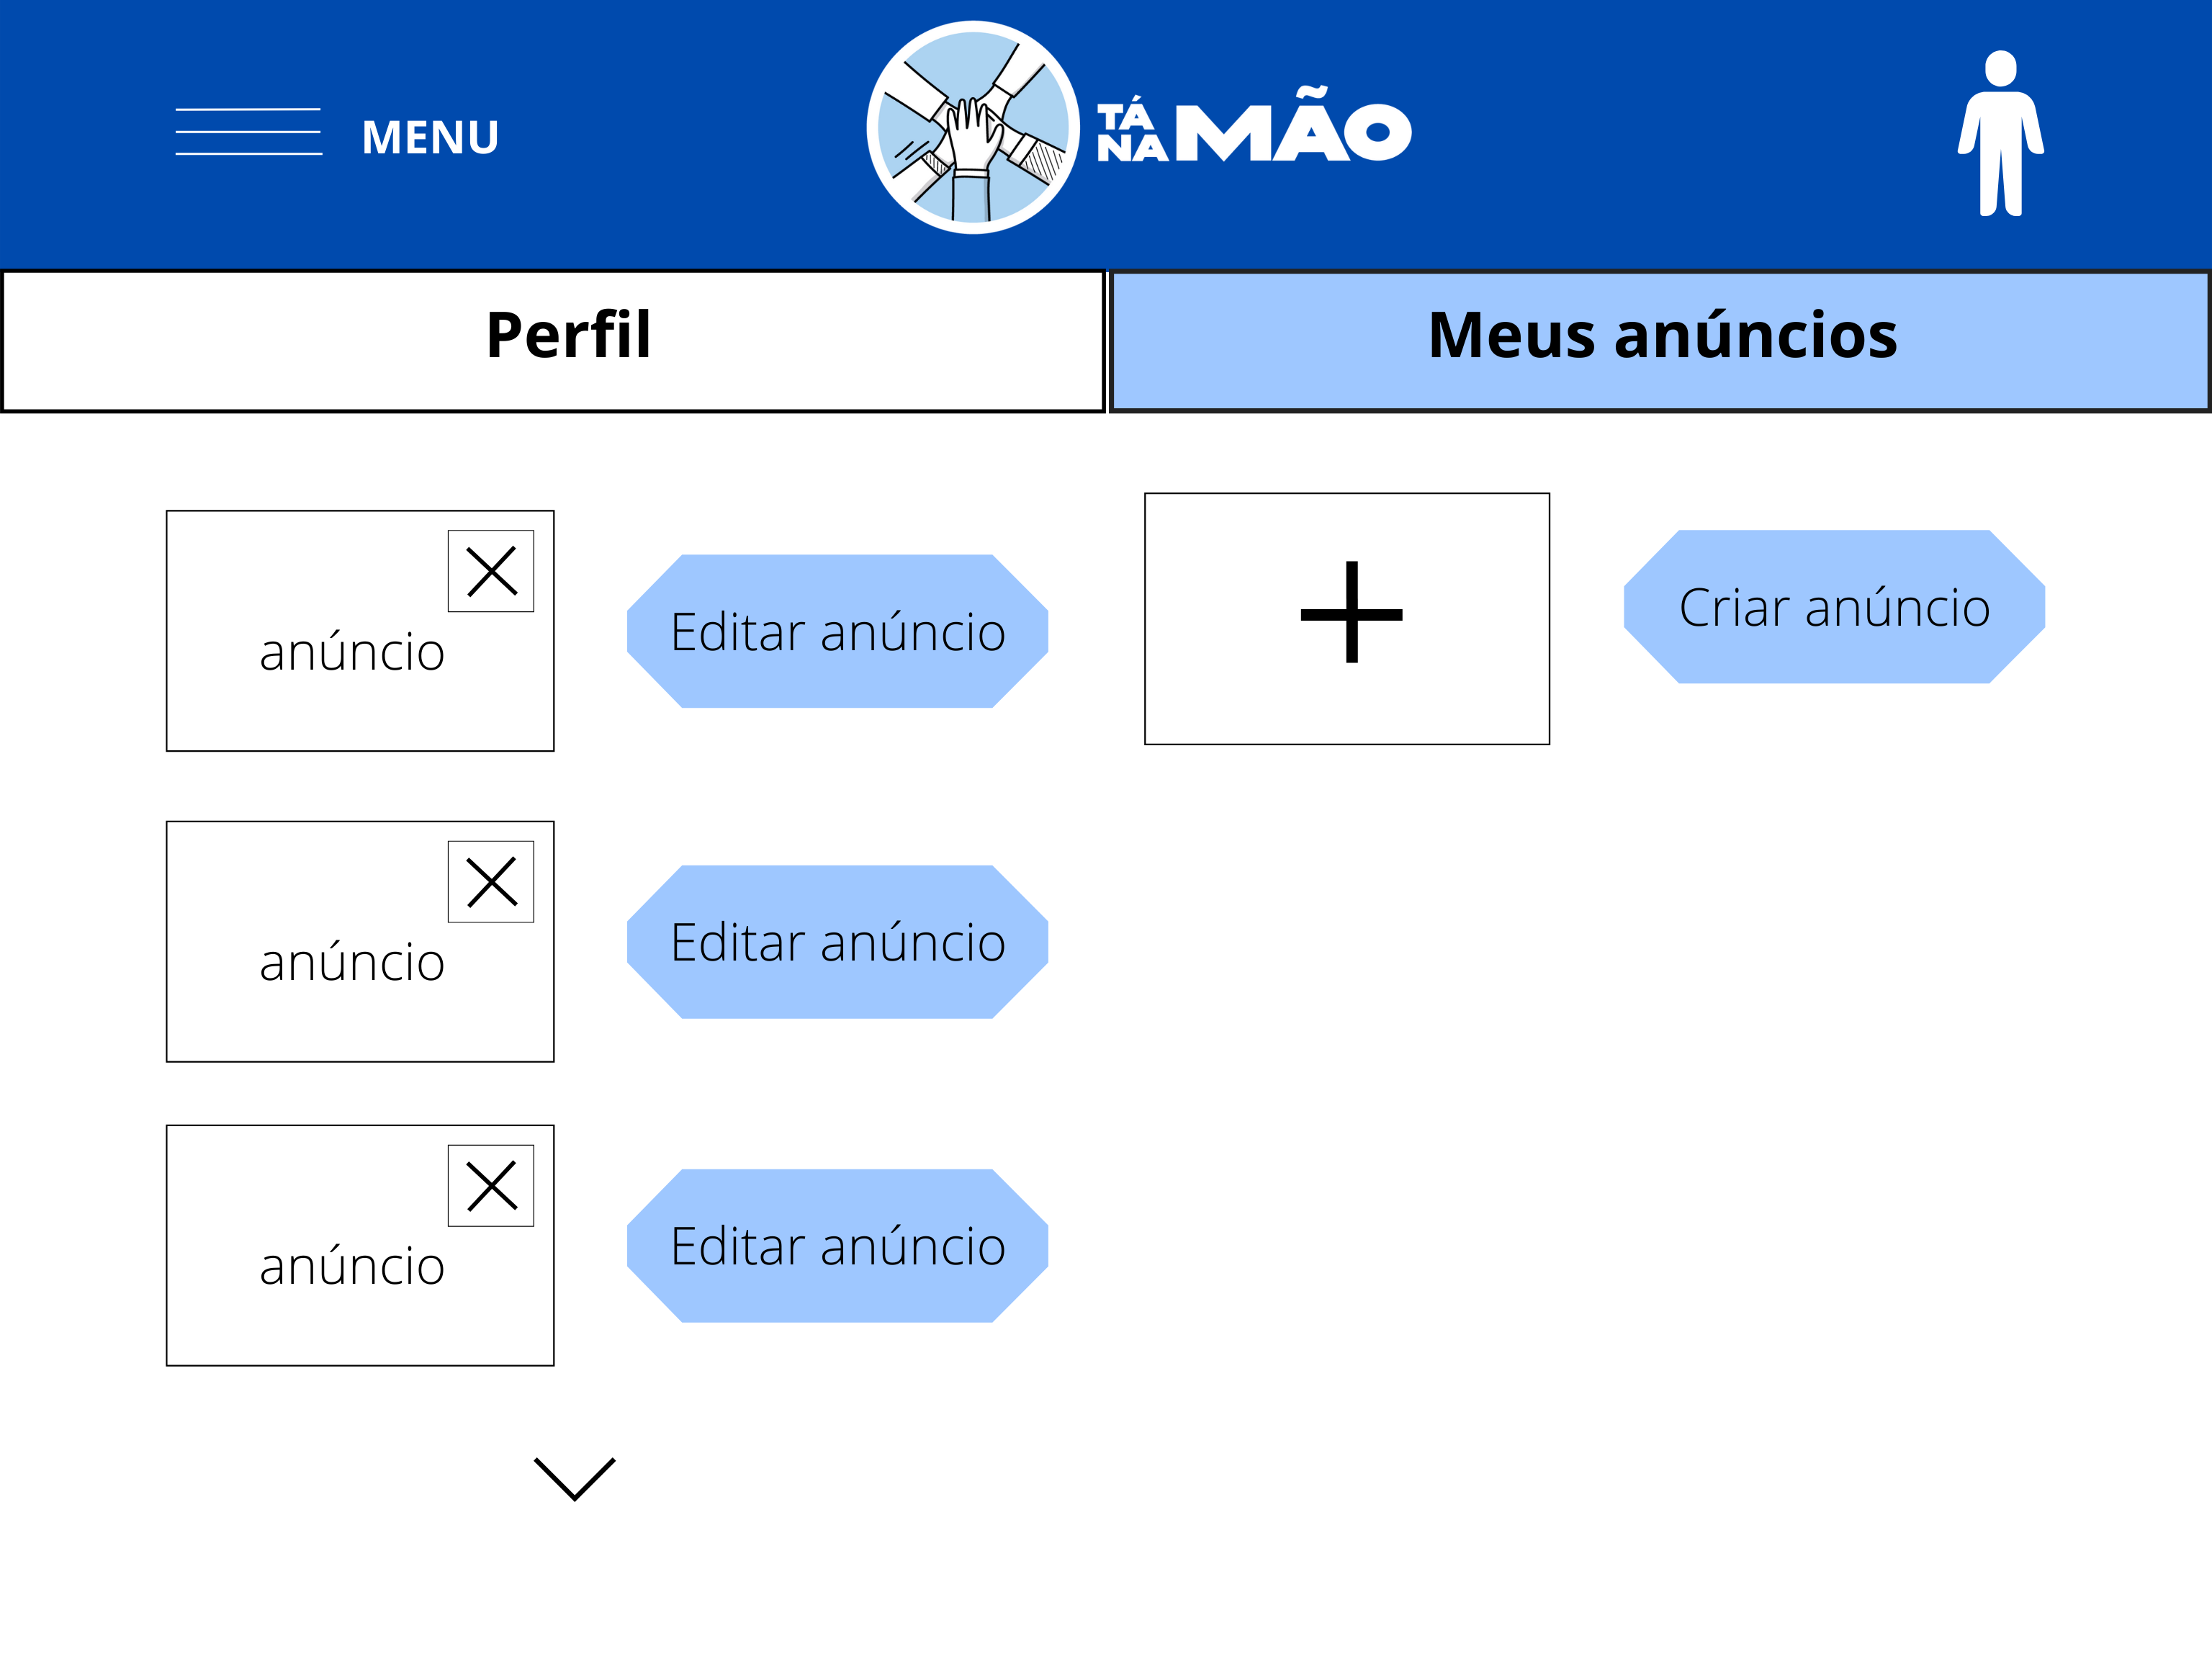 MENU
TÁ
NA MÃO
Perfil
Meus anúncios
anúncio
Editar anúncio
Criar anúncio
anúncio
Editar anúncio
anúncio
Editar anúncio